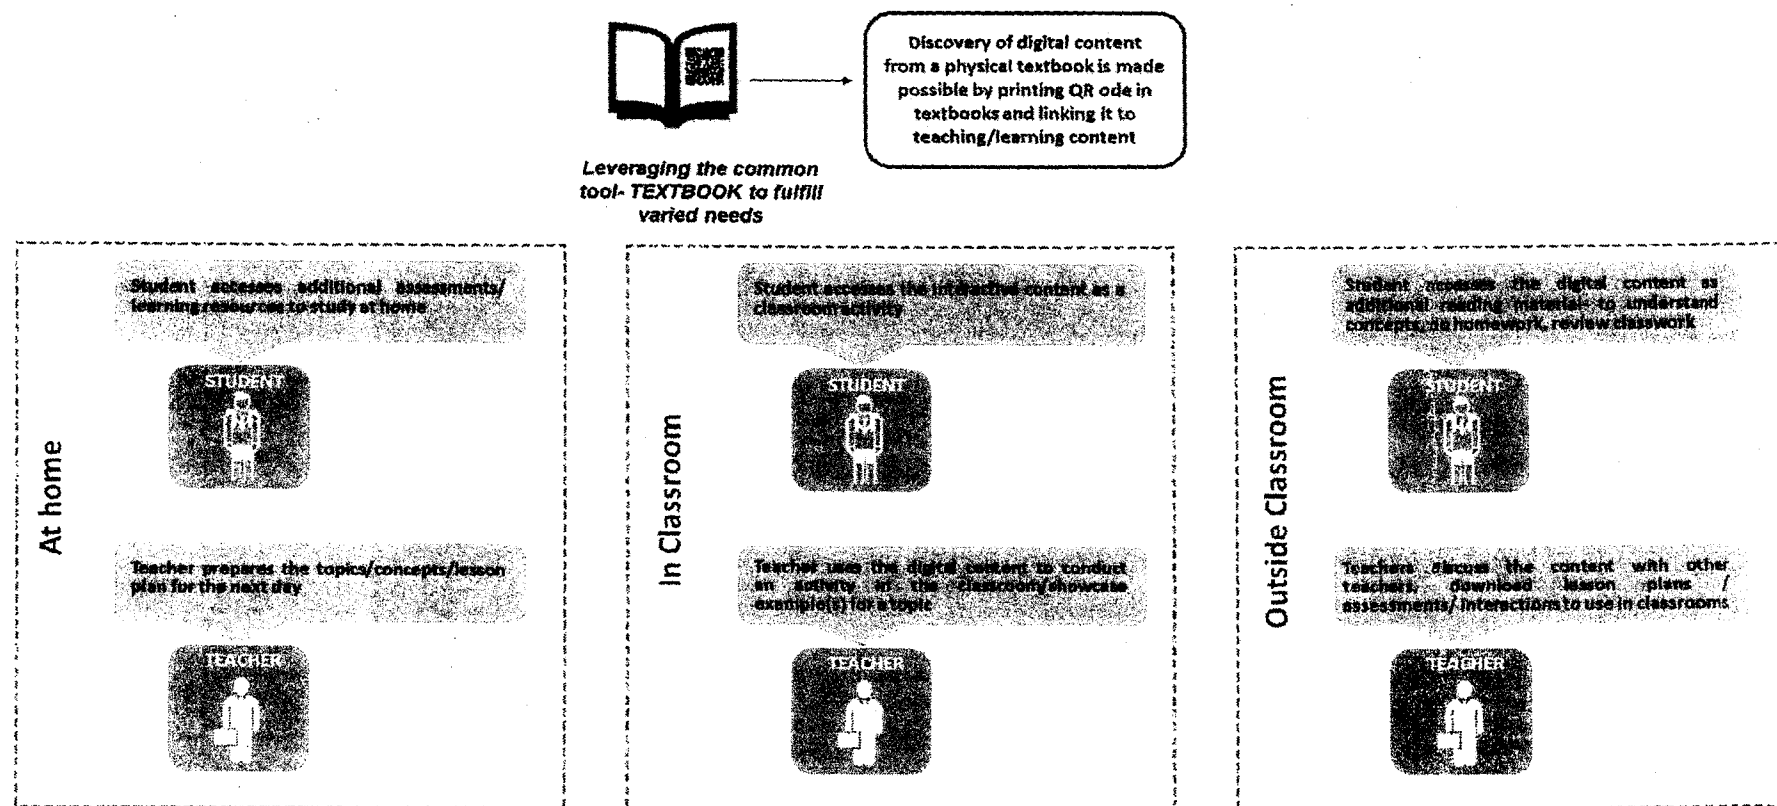 Discovery of digital content
from a physical textbook is made
possible by printing QR ode in
textbooks and linking it to
teaching/learning content
Leveraging the common
tool- TEXTBOOK to fulfill
varied needs
At home
Student accesses additional assessments/
learning resources to study at home
STUDENT
Teacher prepares the topics/concepts/lesson
plan for the next day
TEACHER
In Classroom
Student accesses the interactive content as a
classroom activity
STUDENT
Teacher uses the digital content to conduct
an activity in the classroom/showcase
example(s) for a topic
TEACHER
Outside Classroom
Student accesses the digital content as
additional reading material- to understand
concepts, do homework, review classwork
STUDENT
Teachers discuss the content with other
teachers, download lesson plans /
assessments/ interactions to use in classrooms
TEACHER